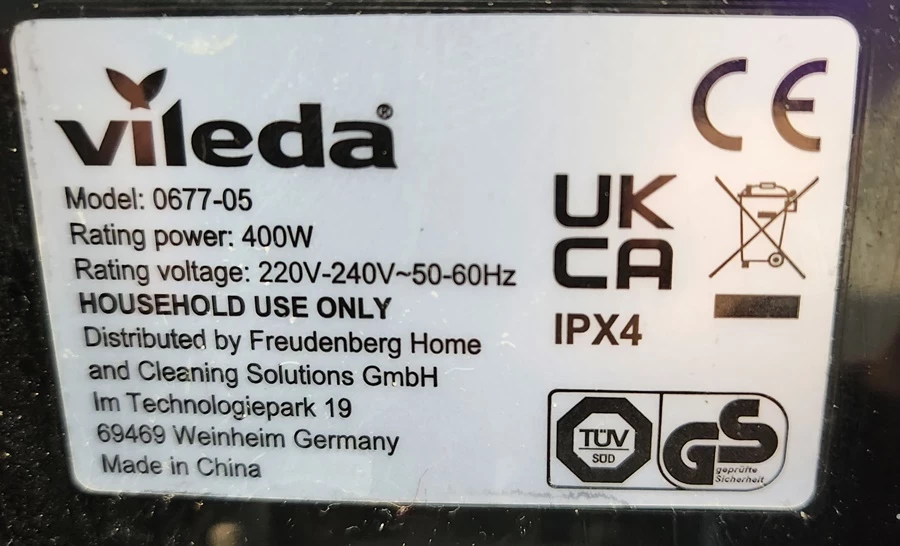 vileda®
Model: 0677-05
Rating power: 400W
Rating voltage: 220V-240V~50-60Hz
HOUSEHOLD USE ONLY
Distributed by Freudenberg Home
and Cleaning Solutions GmbH
Im Technologiepark 19
69469 Weinheim Germany
Made in China
CE
UK
CA
IPX4
TÜV
SÜD
GS
geprüfte
Sicherheit